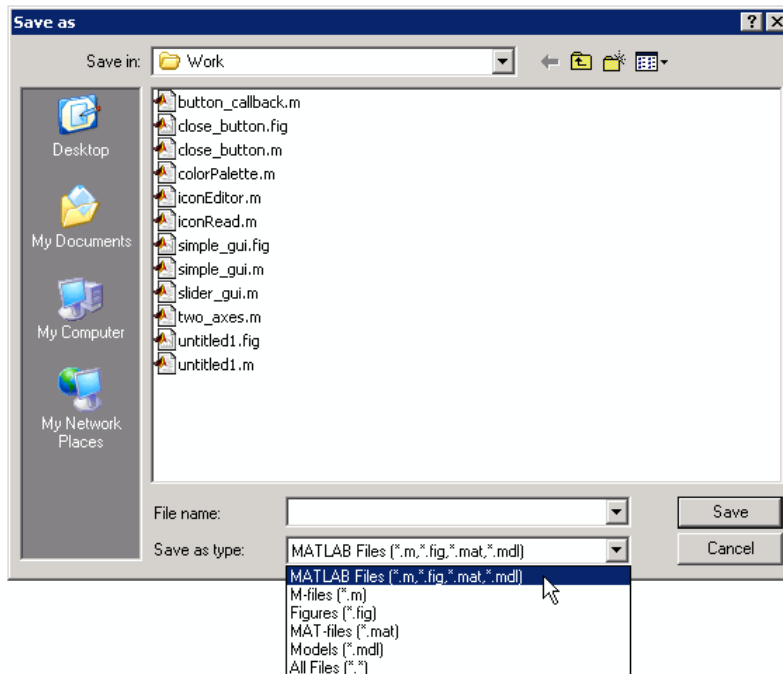 Save as
Save in:
Work
Desktop
My Documents
My Computer
My Network
Places
button_callback.m
close_button.fig
close_button.m
colorPalette.m
iconEditor.m
iconRead.m
simple_gui.fig
simple_gui.m
slider_gui.m
two_axes.m
untitled1.fig
untitled1.m
File name:
Save
Save as type:
MATLAB Files (*.m,*.fig,*.mat,*.mdl)
Cancel
MATLAB Files (*.m,*.fig,*.mat,*.mdl)
M-files (*.m)
Figures (*.fig)
MAT-files (*.mat)
Models (*.mdl)
All Files (*.*)